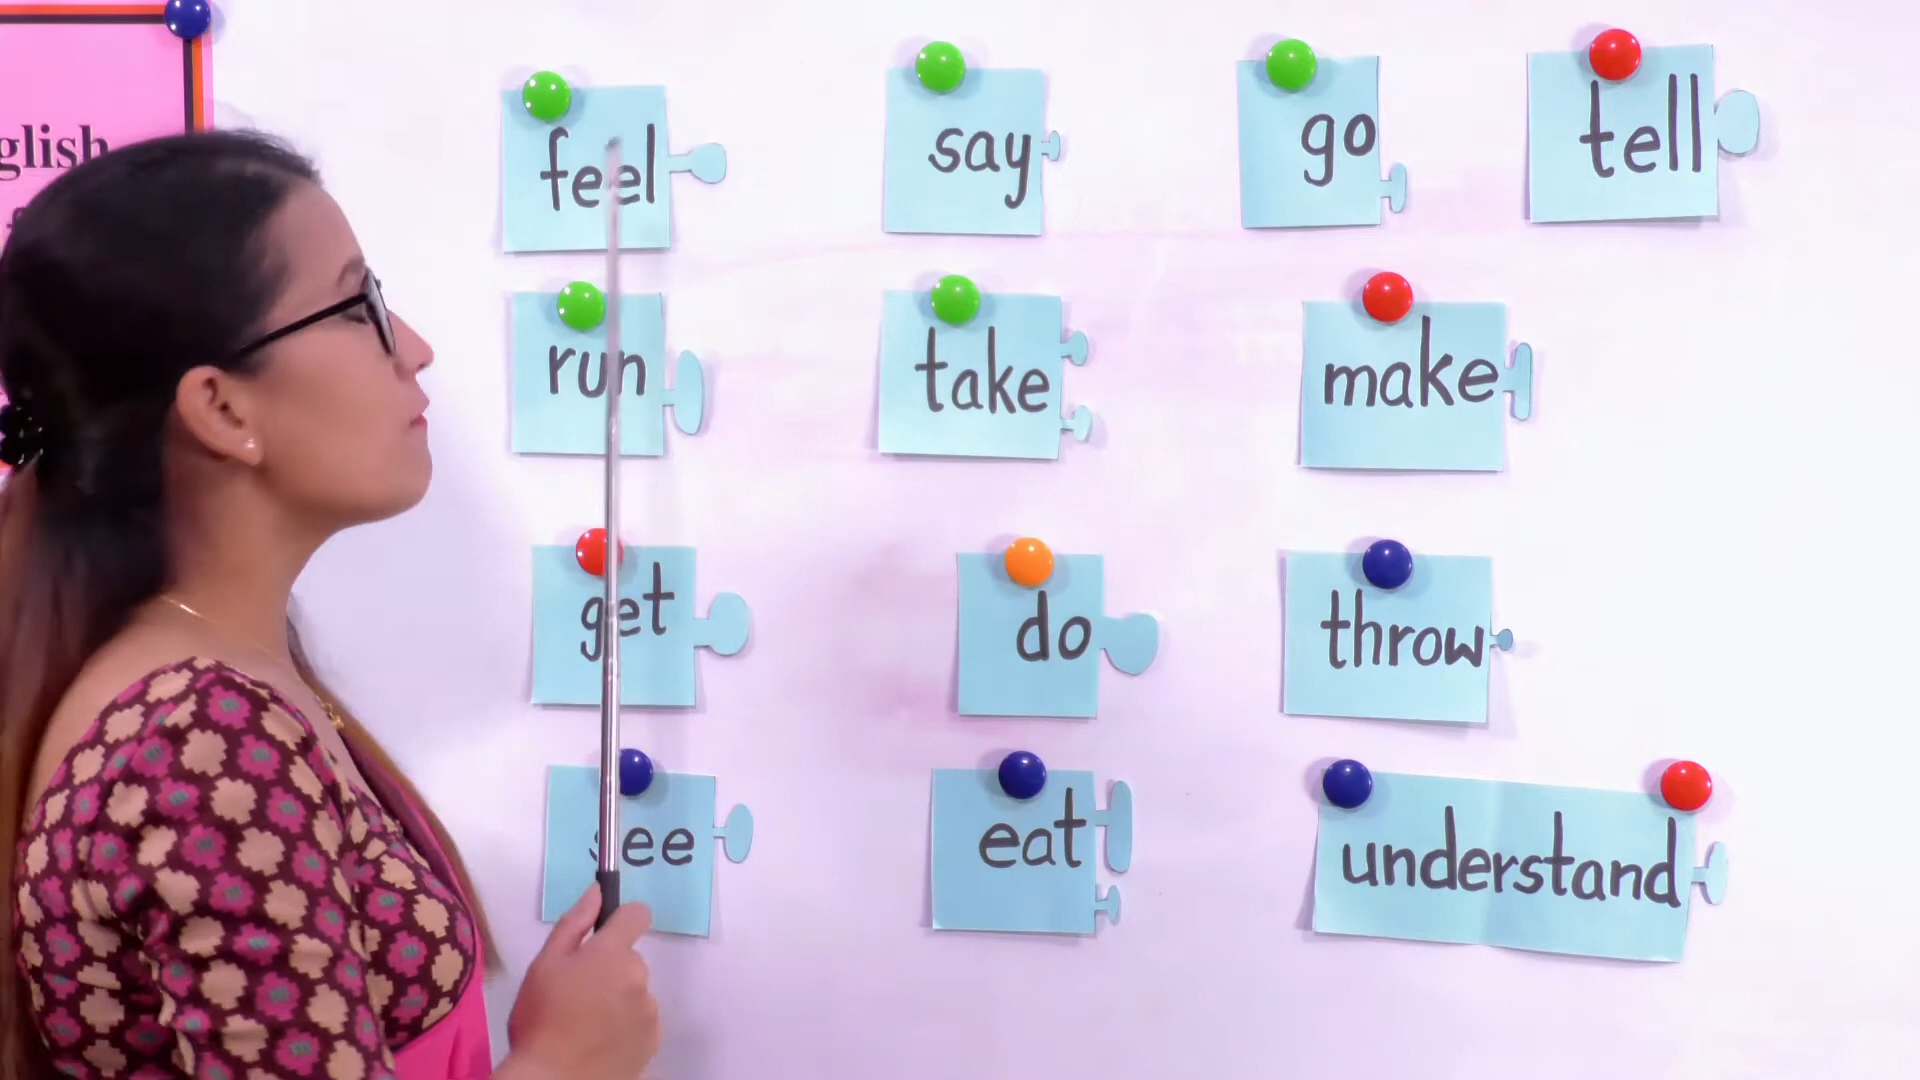 glish
feel
say
go
tell
run
take
make
get
do
throw
see
eat
understand